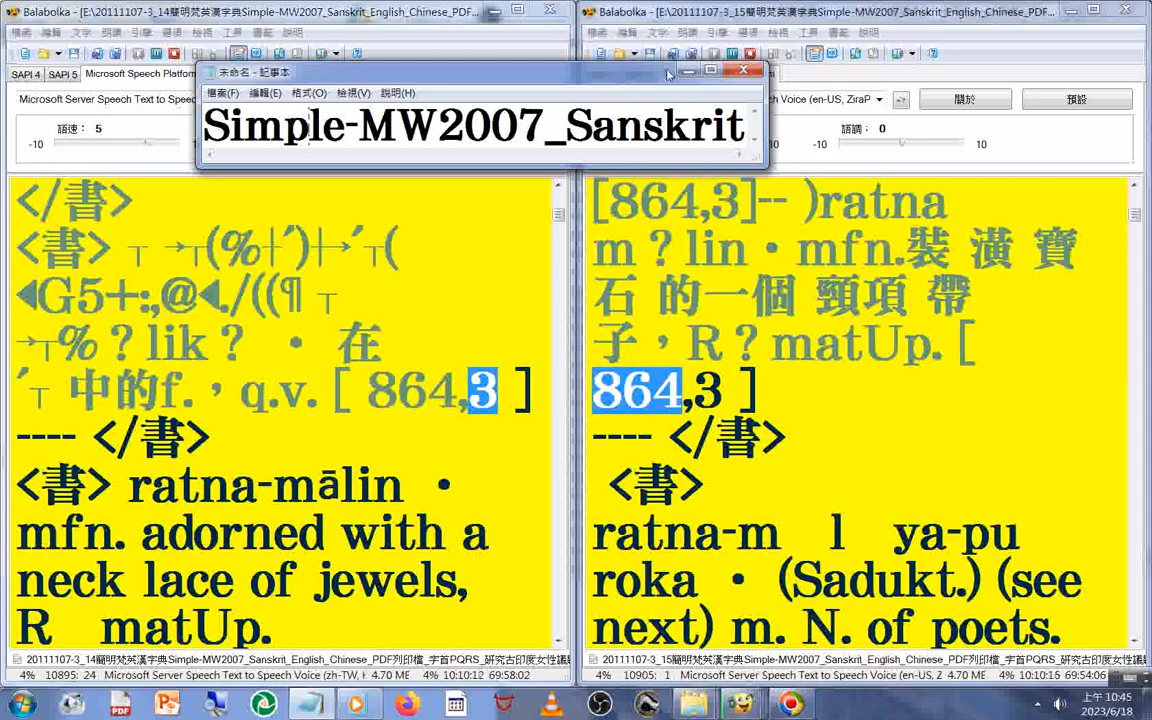 Balabolka - [E:\20111107-3_14簡明梵英漢字典Simple-MW2007_Sanskrit_English_Chinese_PDF...
Balabolka - [E:\20111107-3_15簡明梵英漢字典Simple-MW2007_Sanskrit_English_Chinese_PDF...
SAPI 4 SAPI 5 Microsoft Speech Platform
未命名 - 記事本
檔案(F) 編輯(E) 格式(O) 檢視(V) 說明(H)
Simple-MW2007_Sanskrit
Microsoft Server Speech Text to Spee
Voice (en-US, ZiraP
關於
預設
語速: 5
-10
語調: 0
-10 10
</書>
<書> ┬ →┬(%├′)├→′┬(
◀G5+:,@◀./((¶ ┬
→┬%?lik? · 在
′┬ 中的f.,q.v. [ 864,3 ]
---- </書>
<書> ratna-mālin ·
mfn. adorned with a
neck lace of jewels,
R matUp.
[864,3]-- )ratna
m?lin·mfn.裝 潢 寶
石 的一個 頸項 帶
子,R?matUp. [
864,3 ]
---- </書>
<書>
ratna-m l ya-pu
roka · (Sadukt.) (see
next) m. N. of poets.
20111107-3_14簡明梵英漢字典Simple-MW2007_Sanskrit_English_Chinese_PDF列印檔_字首PQRS_研究古印度女性議
20111107-3_15簡明梵英漢字典Simple-MW2007_Sanskrit_English_Chinese_PDF列印檔_字首PQRS_研究古印度女性議
4% 10895: 24 Microsoft Server Speech Text to Speech Voice (zh-TW, H 4.70 ME 10:10:12 69:58:02
4% 10905: 1 Microsoft Server Speech Text to Speech Voice (en-US, Z 4.70 ME 10:10:16 69:54:06
上午 10:45
2023/6/18